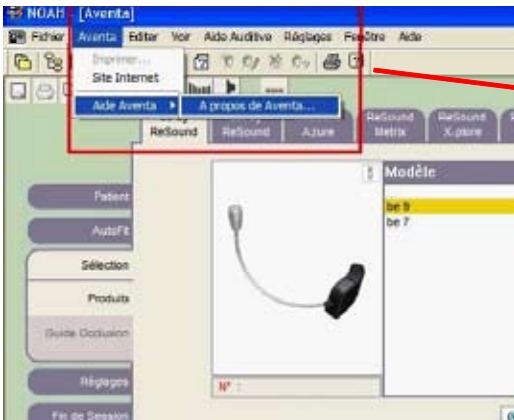 NOAH - [Aventa]
Fichier Aventa Editer Voir Aide Auditive Réglages Fenêtre Aide
Imprimer...
Site Internet
Aide Aventa
A propos de Aventa...
by ReSound
ReSound
Azure
ReSound Metrix
ReSound X-plore
Modèle
be 9
be 7
Patient
AutoFit
Sélection
Produits
Guide Occlusion
Réglages
Fin de Session
N° :